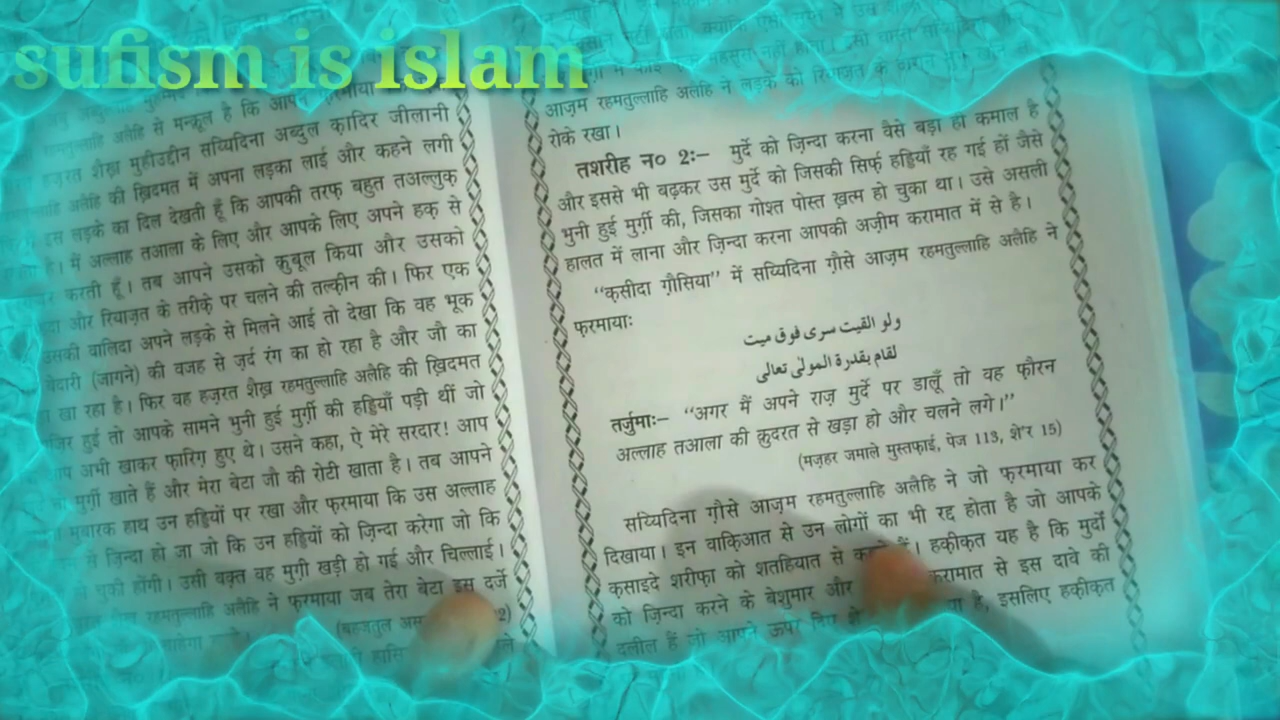 sufism is islam
अलैहि से मन्कूल है कि आपने फ़रमाया
हज़रत शैख़ मुहीउद्दीन सय्यिदिना अब्दुल क़ादिर जीलानी
अलैहि की ख़िदमत में अपना लड़का लाई और कहने लगी
इस लड़के का दिल देखती हूँ कि आपकी तरफ़ बहुत तअल्लुक़
है। मैं अल्लाह तआला के लिए और आपके लिए अपने हक़ से
करती हूँ। तब आपने उसको क़ुबूल किया और उसको
और रियाज़त के तरीक़े पर चलने की तल्क़ीन की। फिर एक
उसकी वालिदा अपने लड़के से मिलने आई तो देखा कि वह भूक
बेदारी (जागने) की वजह से ज़र्द रंग का हो रहा है और जौ का
खा रहा है। फिर वह हज़रत शैख़ रहमतुल्लाहि अलैहि की ख़िदमत
हुई तो आपके सामने भुनी हुई मुर्ग़ी की हड्डियाँ पड़ी थीं जो
अभी खाकर फ़ारिग़ हुए थे। उसने कहा, ऐ मेरे सरदार! आप
मुर्ग़ी खाते हैं और मेरा बेटा जौ की रोटी खाता है। तब आपने
मुबारक हाथ उन हड्डियों पर रखा और फ़रमाया कि उस अल्लाह
से ज़िन्दा हो जा जो कि उन हड्डियों को ज़िन्दा करेगा जो कि
चुकी होंगी। उसी वक़्त वह मुर्ग़ी खड़ी हो गई और चिल्लाई।
रहमतुल्लाहि अलैहि ने फ़रमाया जब तेरा बेटा इस दर्जे
(बहजतुल
आज़म रहमतुल्लाहि अलैहि ने लड़के को रियाज़त के
रोके रखा।
तशरीह न० 2:– मुर्दे को ज़िन्दा करना वैसे बड़ा ही कमाल है
और इससे भी बढ़कर उस मुर्दे को जिसकी सिर्फ़ हड्डियाँ रह गई हों जैसे
भुनी हुई मुर्ग़ी की, जिसका गोश्त पोस्त ख़त्म हो चुका था। उसे असली
हालत में लाना और ज़िन्दा करना आपकी अज़ीम करामात में से है।
“क़सीदा ग़ौसिया” में सय्यिदिना ग़ौसे आज़म रहमतुल्लाहि अलैहि ने
फ़रमायाः
ولو القيت سرى فوق ميت
لقام بقدرة المولىٰ تعالى
तर्जुमाः– “अगर मैं अपने राज़ मुर्दे पर डालूँ तो वह फ़ौरन
अल्लाह तआला की क़ुदरत से खड़ा हो और चलने लगे।”
(मज़हर जमाले मुस्तफ़ाई, पेज 113, शे'र 15)
सय्यिदिना ग़ौसे आज़म रहमतुल्लाहि अलैहि ने जो फ़रमाया कर
दिखाया। इन वाक़िआत से उन लोगों का भी रद्द होता है जो आपके
क़साइदे शरीफ़ा को शतहियात से हैं। हक़ीक़त यह है कि मुर्दों
को ज़िन्दा करने के बेशुमार और करामात से इस दावे की
दलील हैं जो आपने ऊपर है, इसलिए हक़ीक़त